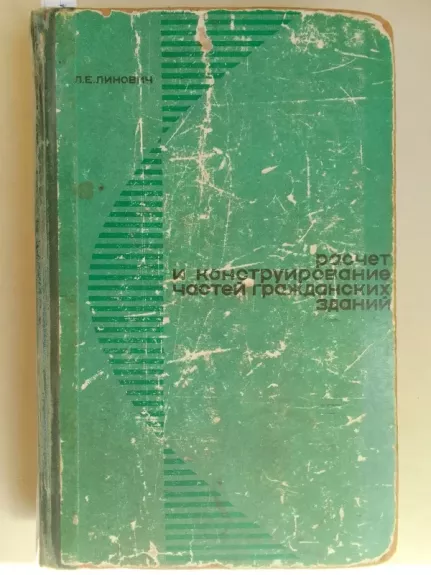 Л.Е.ЛИНОВИЧ
расчет
и конструирование
частей гражданских
зданий